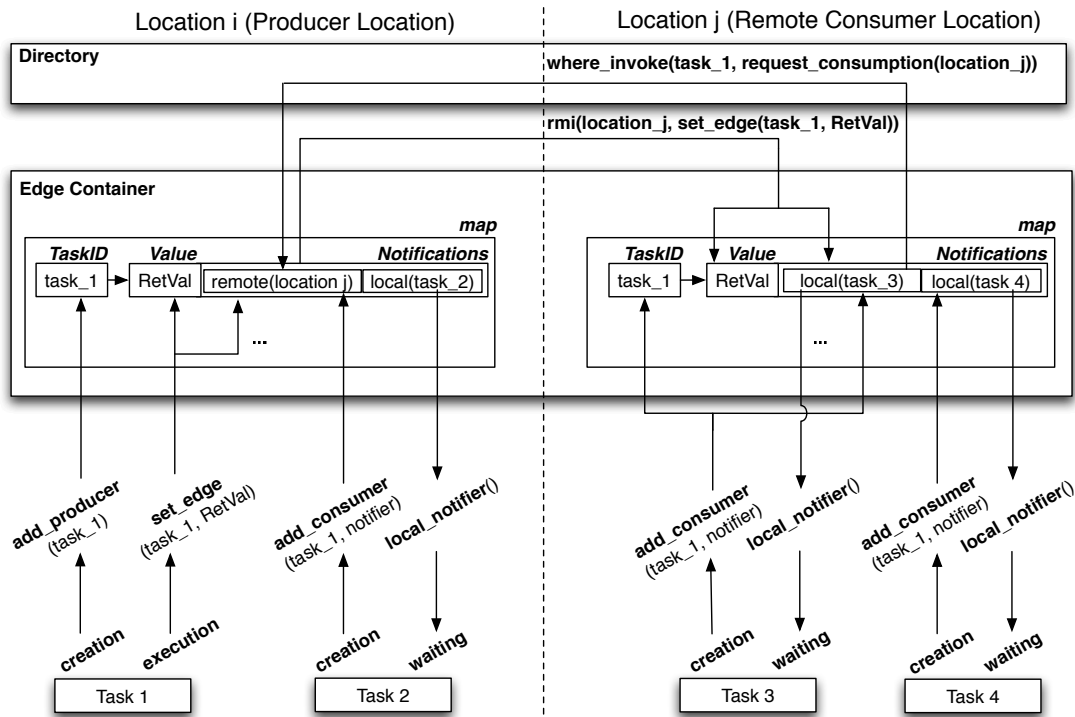 Location i (Producer Location)
Location j (Remote Consumer Location)
Directory
where_invoke(task_1, request_consumption(location_j))
rmi(location_j, set_edge(task_1, RetVal))
Edge Container
map
TaskID Value Notifications
task_1 RetVal remote(location j) local(task_2)
...
map
TaskID Value Notifications
task_1 RetVal local(task_3) local(task 4)
...
add_producer
(task_1)
set_edge
(task_1, RetVal)
add_consumer
(task_1, notifier)
local_notifier()
add_consumer
(task_1, notifier)
local_notifier()
add_consumer
(task_1, notifier)
local_notifier()
creation
execution
creation
waiting
creation
waiting
creation
waiting
Task 1
Task 2
Task 3
Task 4